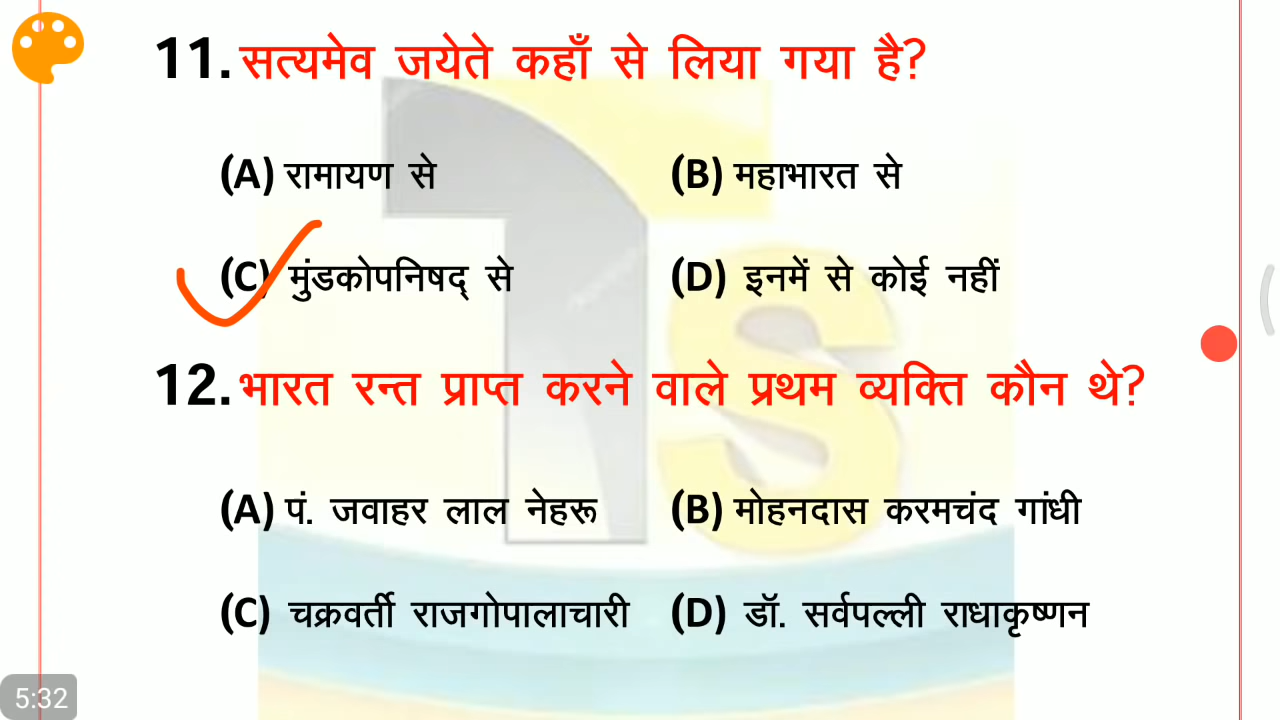 11. सत्यमेव जयेते कहाँ से लिया गया है?
(A) रामायण से (B) महाभारत से
(C) मुंडकोपनिषद् से (D) इनमें से कोई नहीं
12. भारत रन्त प्राप्त करने वाले प्रथम व्यक्ति कौन थे?
(A) पं. जवाहर लाल नेहरू (B) मोहनदास करमचंद गांधी
(C) चक्रवर्ती राजगोपालाचारी (D) डॉ. सर्वपल्ली राधाकृष्णन
5:32